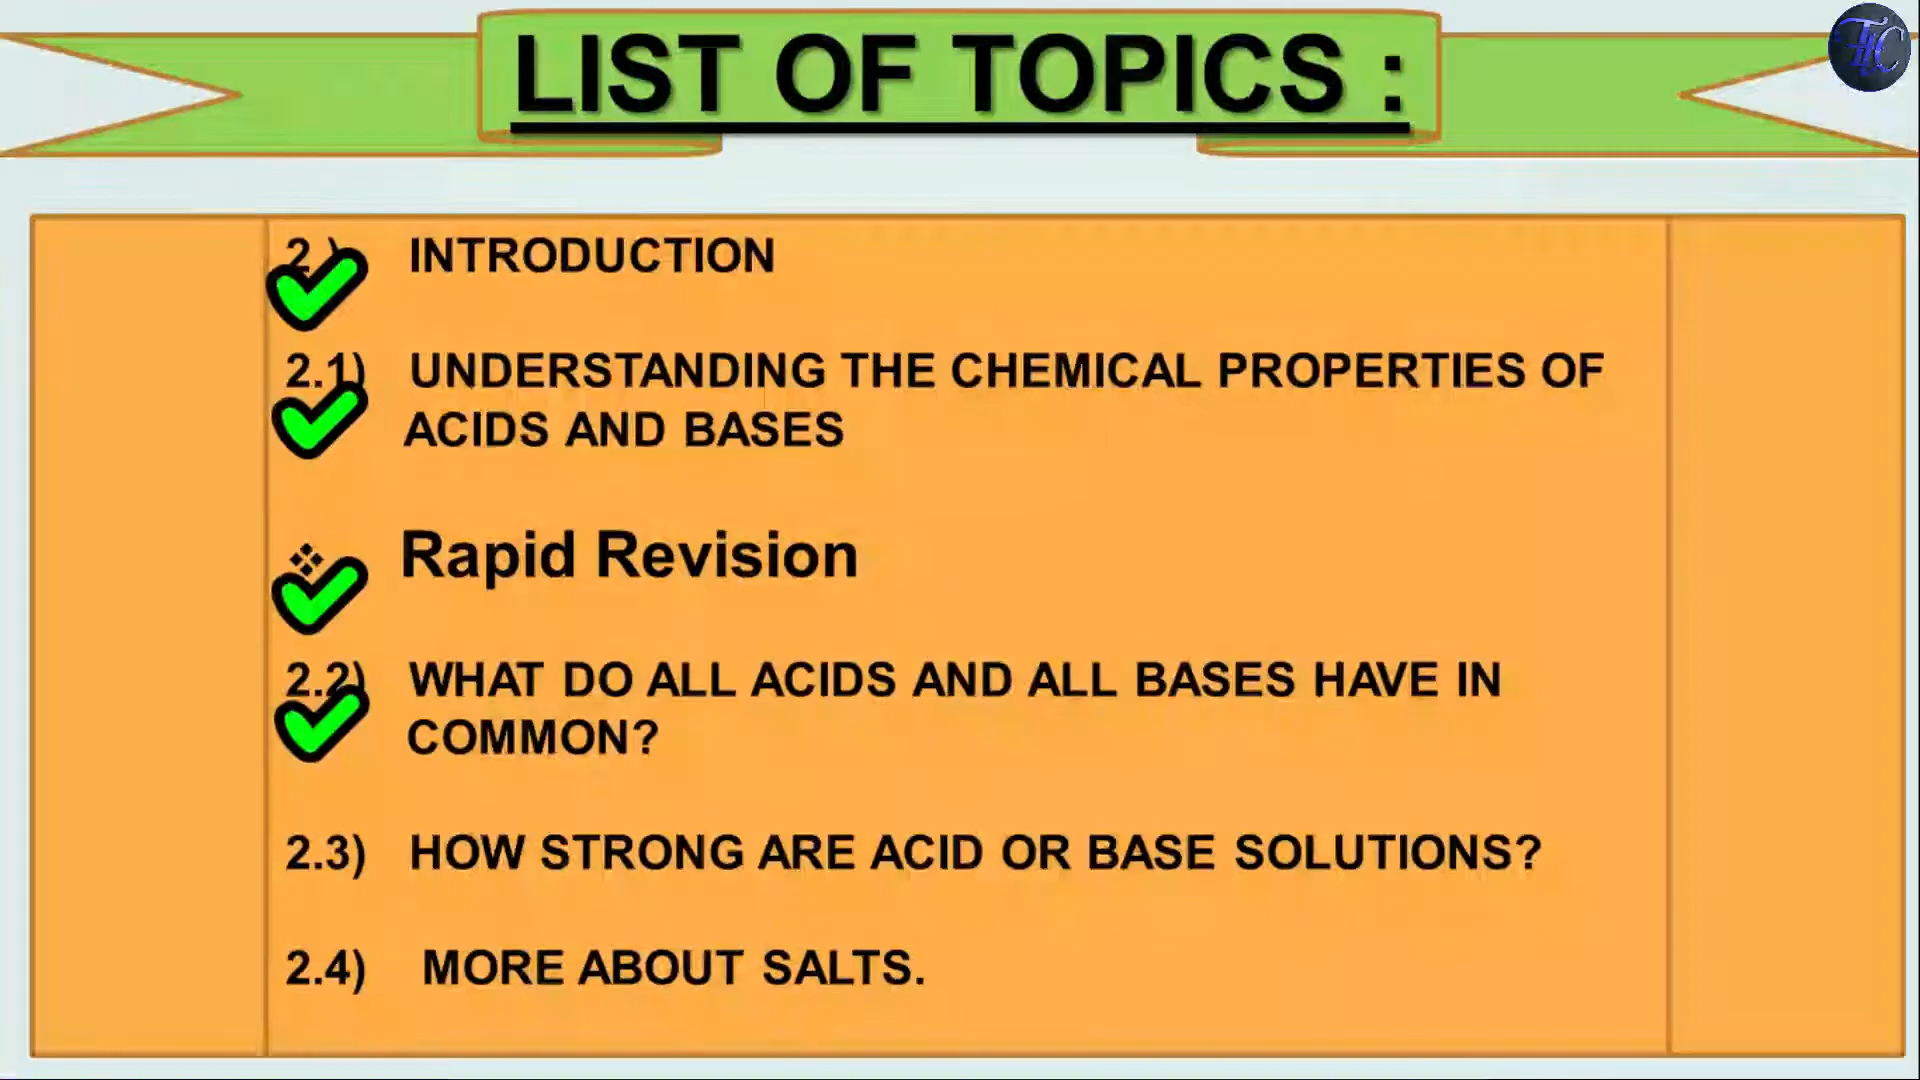 LIST OF TOPICS :
2 ) INTRODUCTION
2.1) UNDERSTANDING THE CHEMICAL PROPERTIES OF
ACIDS AND BASES
❖ Rapid Revision
2.2) WHAT DO ALL ACIDS AND ALL BASES HAVE IN
COMMON?
2.3) HOW STRONG ARE ACID OR BASE SOLUTIONS?
2.4) MORE ABOUT SALTS.